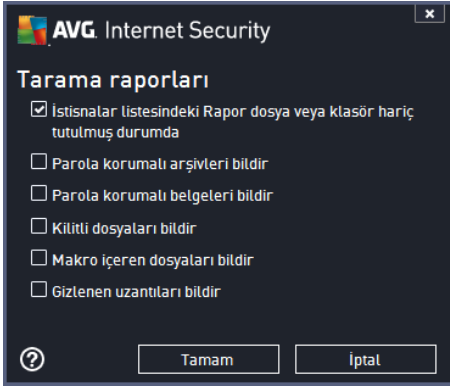 AVG. Internet Security
Tarama raporları
İstisnalar listesindeki Rapor dosya veya klasör hariç
tutulmuş durumda
Parola korumalı arşivleri bildir
Parola korumalı belgeleri bildir
Kilitli dosyaları bildir
Makro içeren dosyaları bildir
Gizlenen uzantıları bildir
Tamam
İptal